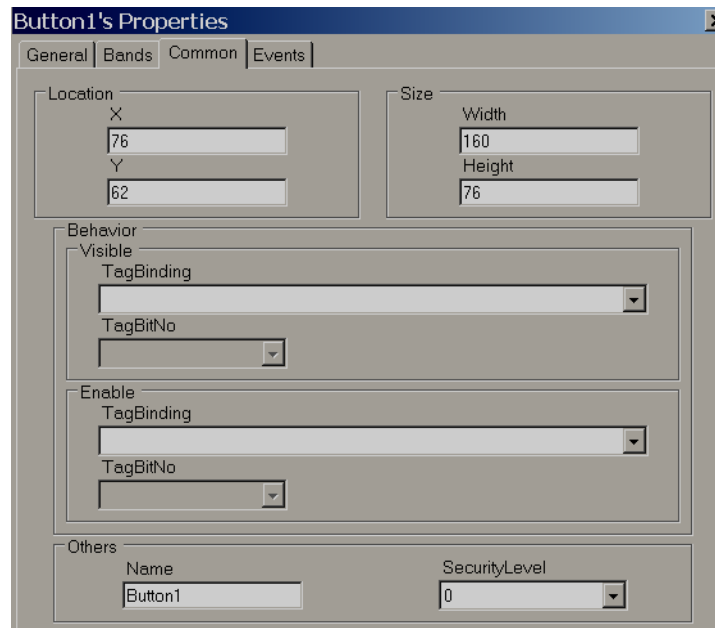 Button1's Properties
General Bands Common Events
Location Size
X Width
76 160
Y Height
62 76
Behavior
Visible
TagBinding
TagBitNo
Enable
TagBinding
TagBitNo
Others
Name SecurityLevel
Button1 0